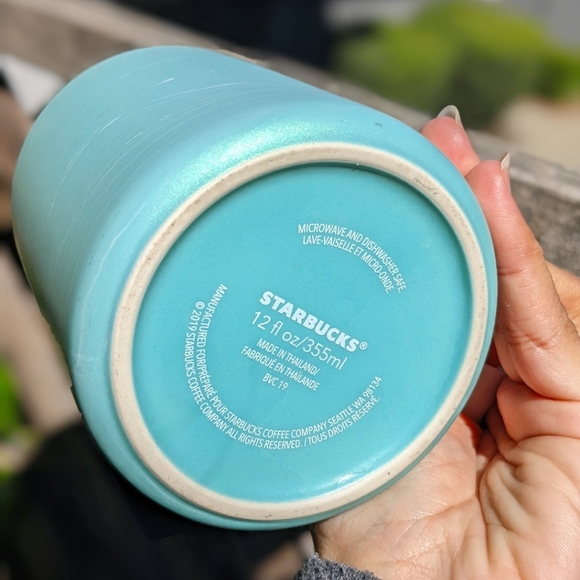 MICROWAVE AND DISHWASHER SAFE
LAVE-VAISELLE ET MICRO-ONDE
STARBUCKS®
12 fl oz/355ml
MADE IN THAILAND/
FABRIQUÉ EN THAÏLANDE
BVC 19
MANUFACTURED FOR/PRÉPARÉ POUR STARBUCKS COFFEE COMPANY SEATTLE WA 98134
© 2019 STARBUCKS COFFEE COMPANY ALL RIGHTS RESERVED. / TOUS DROITS RÉSERVÉ